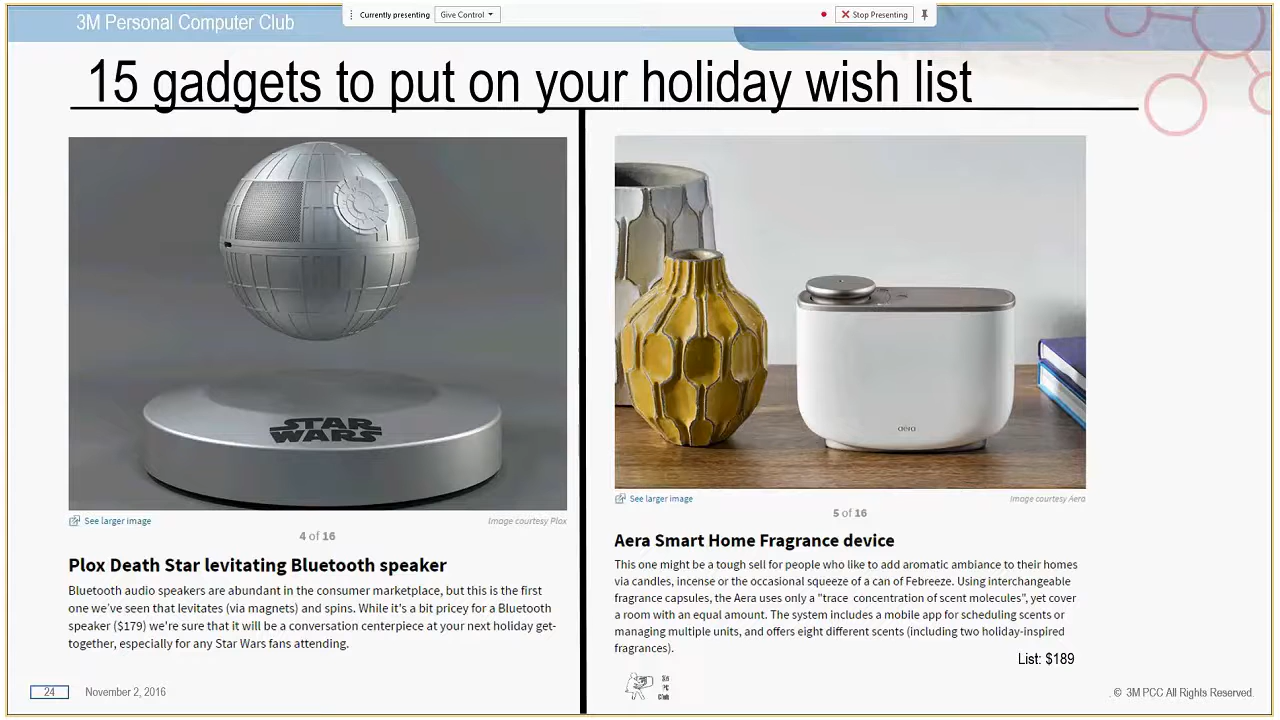 3M Personal Computer Club
Currently presenting
Give Control
Stop Presenting
15 gadgets to put on your holiday wish list
STAR
WARS
See larger image
Image courtesy Plox
4 of 16
Plox Death Star levitating Bluetooth speaker
Bluetooth audio speakers are abundant in the consumer marketplace, but this is the first
one we've seen that levitates (via magnets) and spins. While it's a bit pricey for a Bluetooth
speaker ($179) we're sure that it will be a conversation centerpiece at your next holiday get-
together, especially for any Star Wars fans attending.
aera
See larger image
Image courtesy Aera
5 of 16
Aera Smart Home Fragrance device
This one might be a tough sell for people who like to add aromatic ambiance to their homes
via candles, incense or the occasional squeeze of a can of Febreeze. Using interchangeable
fragrance capsules, the Aera uses only a "trace concentration of scent molecules", yet cover
a room with an equal amount. The system includes a mobile app for scheduling scents or
managing multiple units, and offers eight different scents (including two holiday-inspired
fragrances).
List: $189
24
November 2, 2016
3M
PC
Club
© 3M PCC All Rights Reserved.